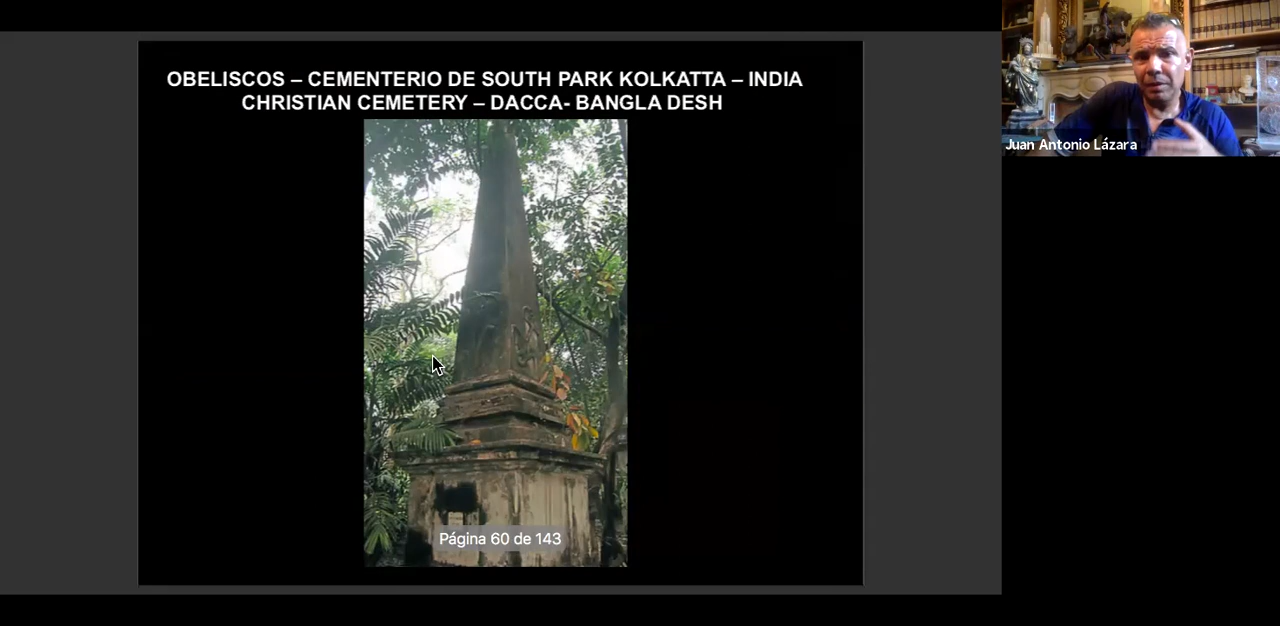 OBELISCOS – CEMENTERIO DE SOUTH PARK KOLKATTA – INDIA
CHRISTIAN CEMETERY – DACCA- BANGLA DESH
Página 60 de 143
Juan Antonio Lázara